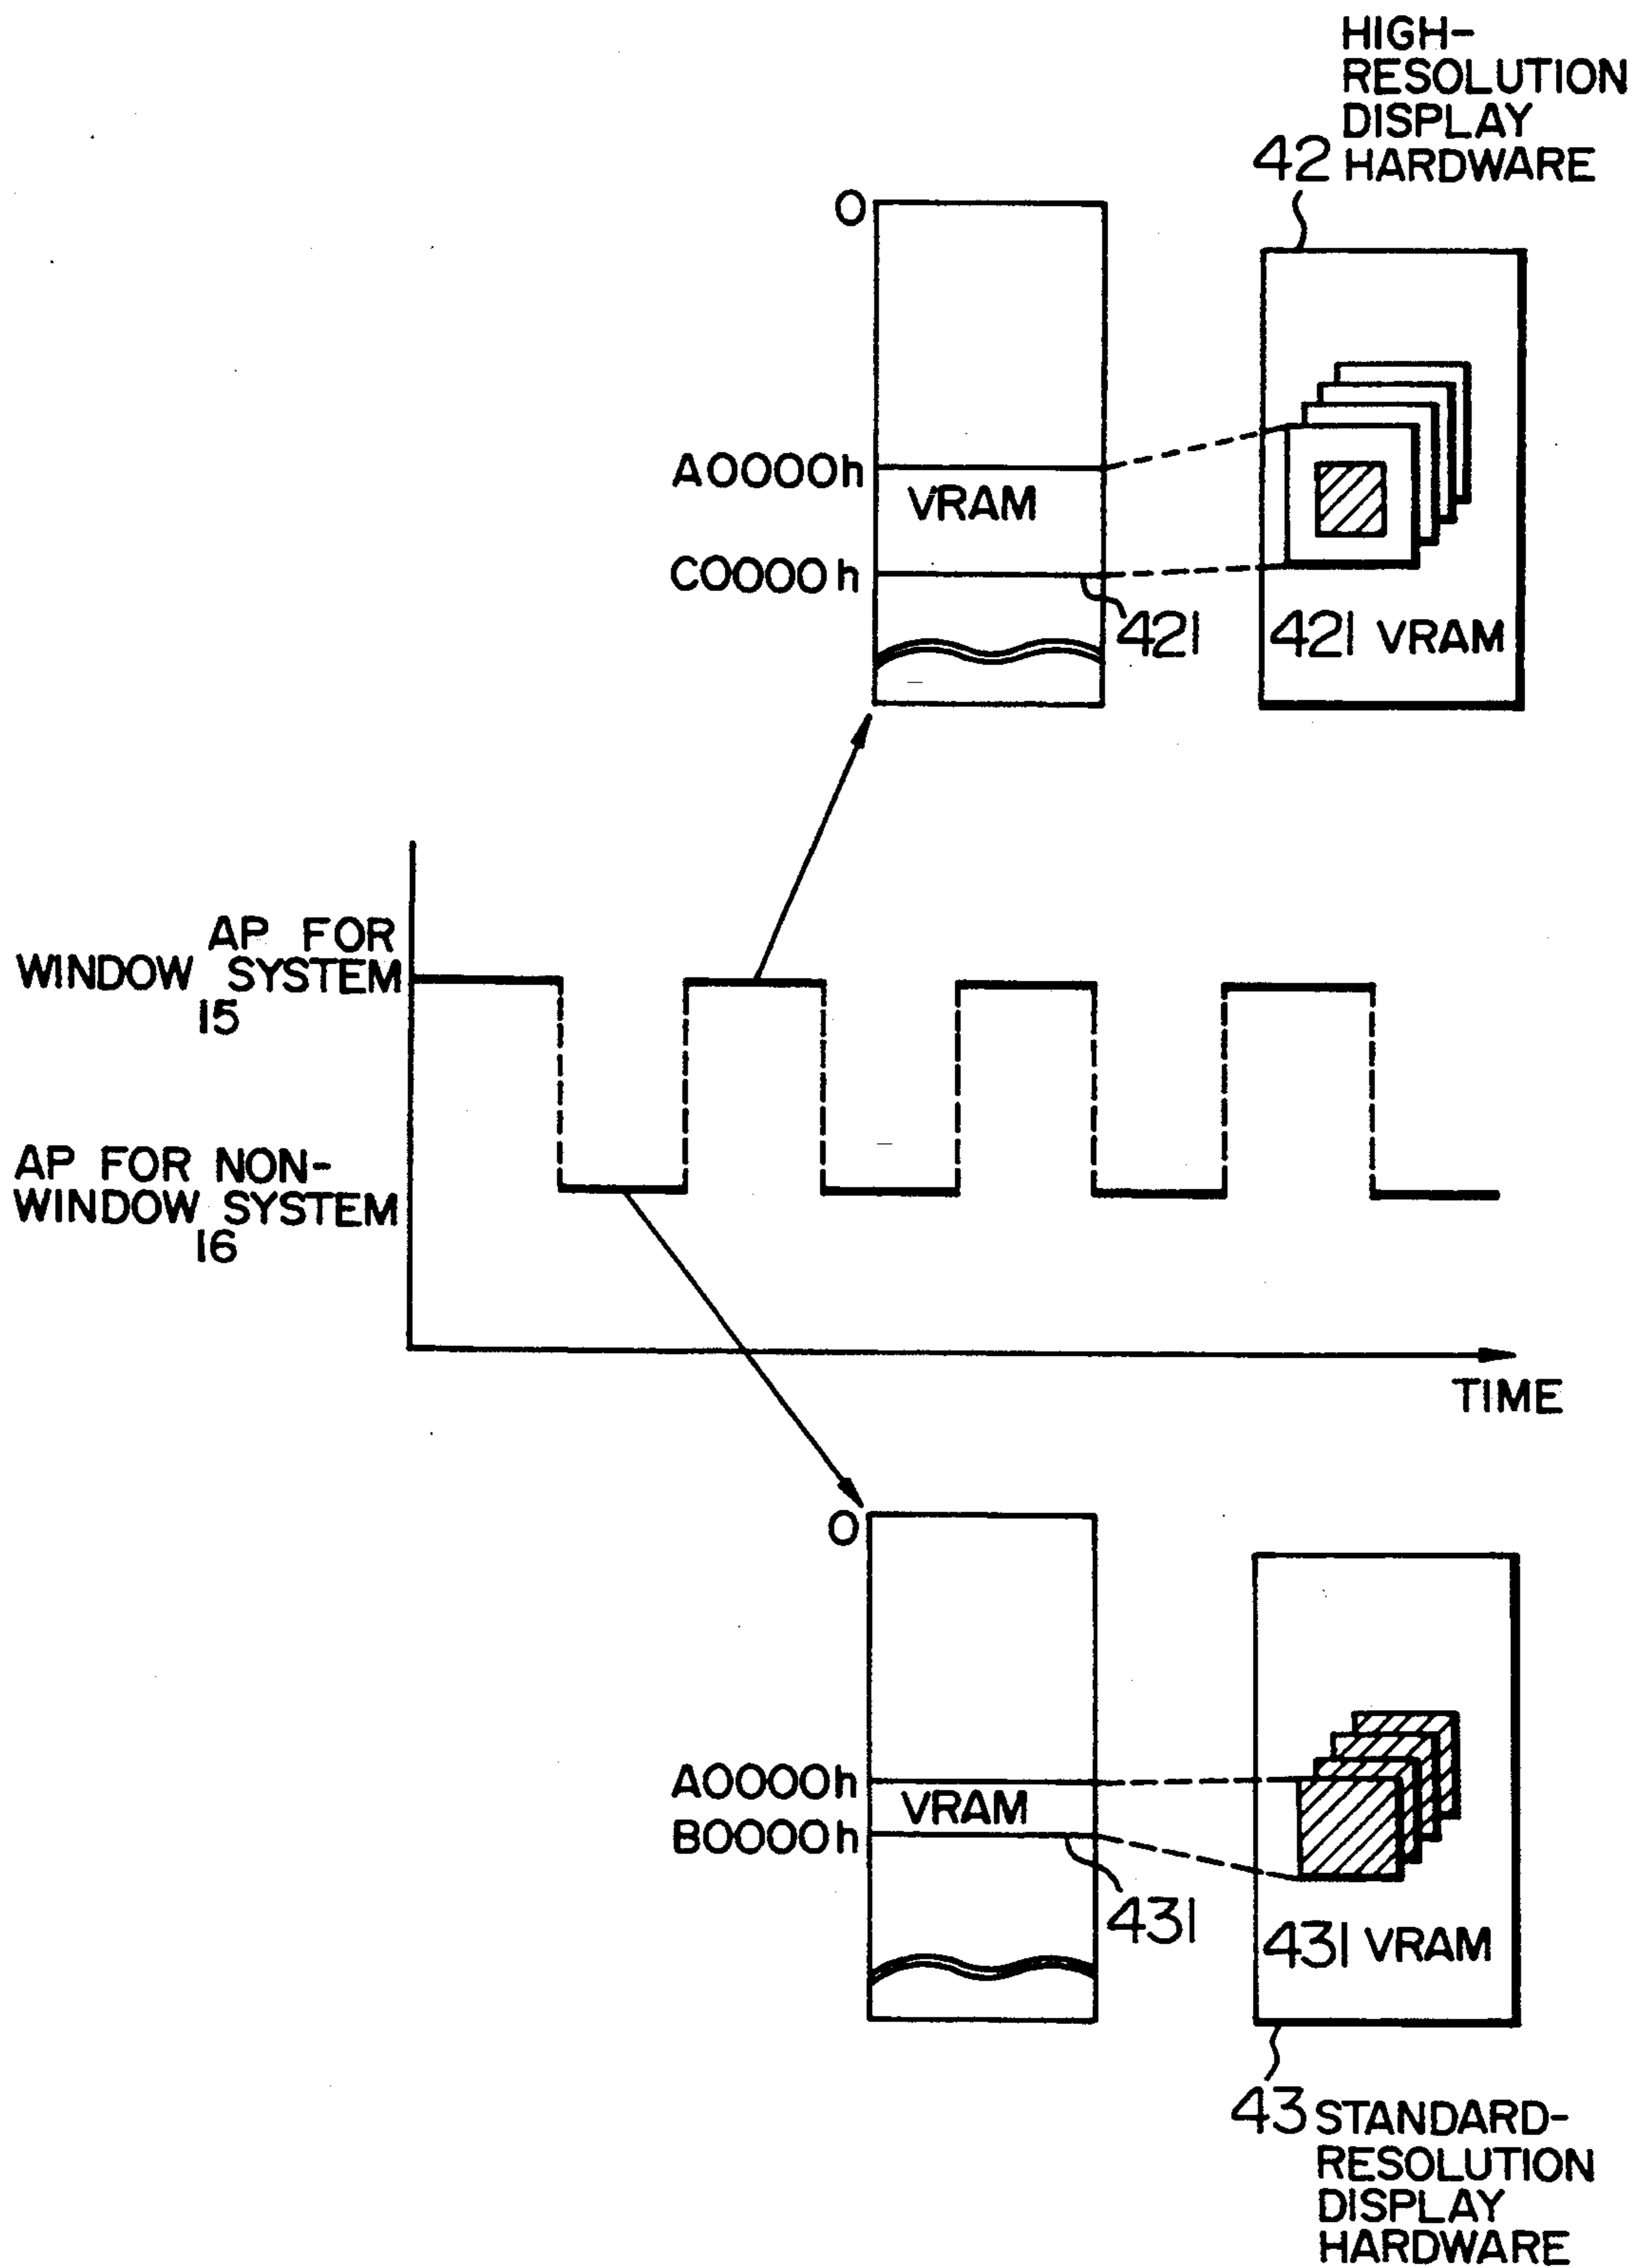 HIGH-
RESOLUTION
DISPLAY
42 HARDWARE
0
A0000h
VRAM
C0000h
421
421 VRAM
AP FOR
WINDOW SYSTEM
15
AP FOR NON-
WINDOW SYSTEM
16
TIME
0
A0000h
VRAM
B0000h
431
431 VRAM
43 STANDARD-
RESOLUTION
DISPLAY
HARDWARE